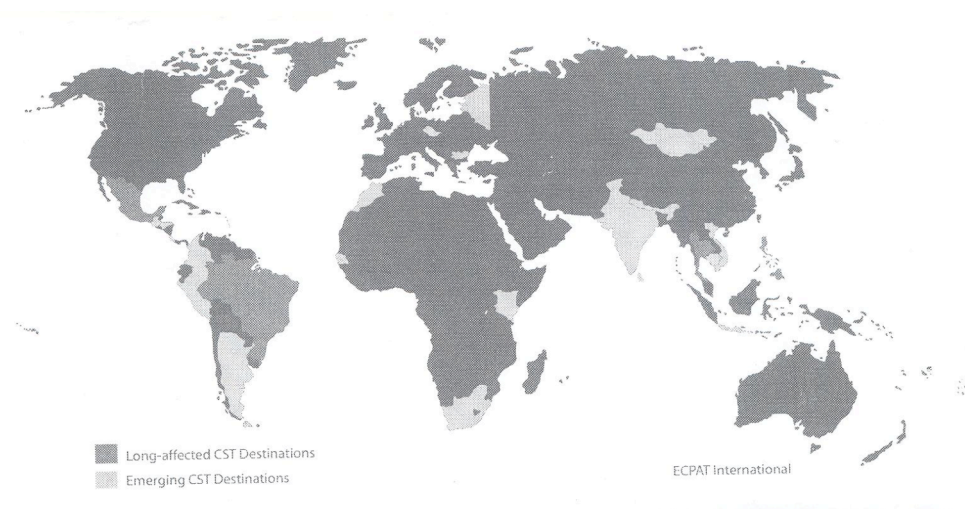 Long-affected CST Destinations
Emerging CST Destinations
ECPAT International